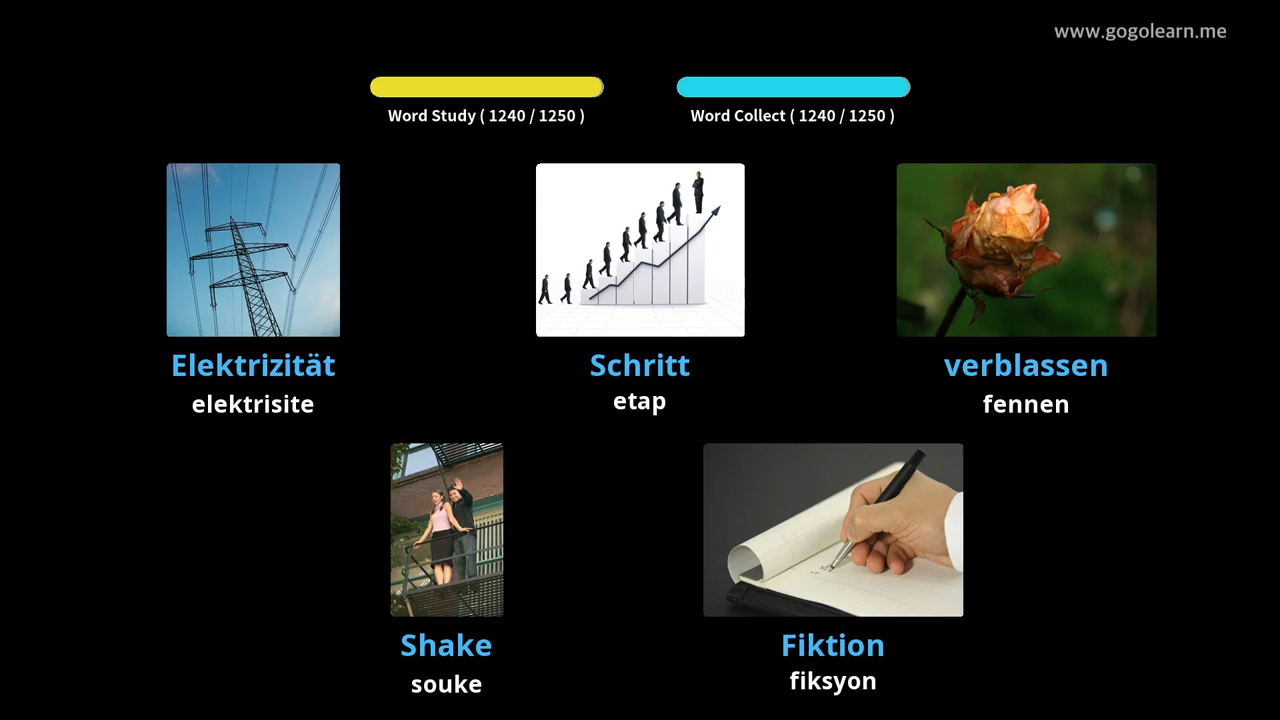 www.gogolearn.me
Word Study ( 1240 / 1250 )
Word Collect ( 1240 / 1250 )
Elektrizität
elektrisite
Schritt
etap
verblassen
fennen
Shake
souke
Fiktion
fiksyon